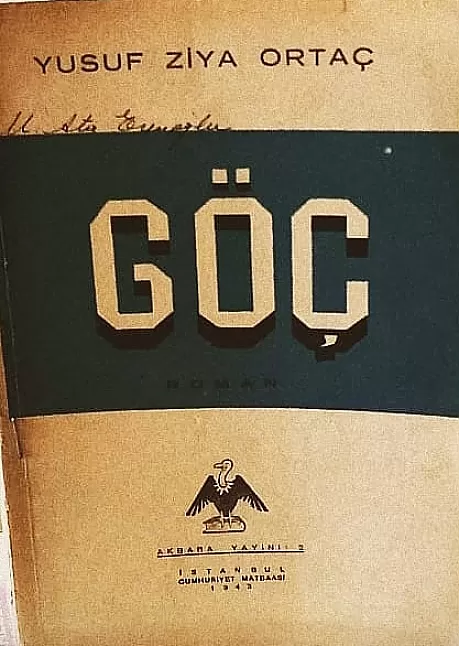 YUSUF ZİYA ORTAÇ
GÖÇ
ROMAN
AKBABA YAYINI: 2
İSTANBUL
CUMHURİYET MATBAASI
1943